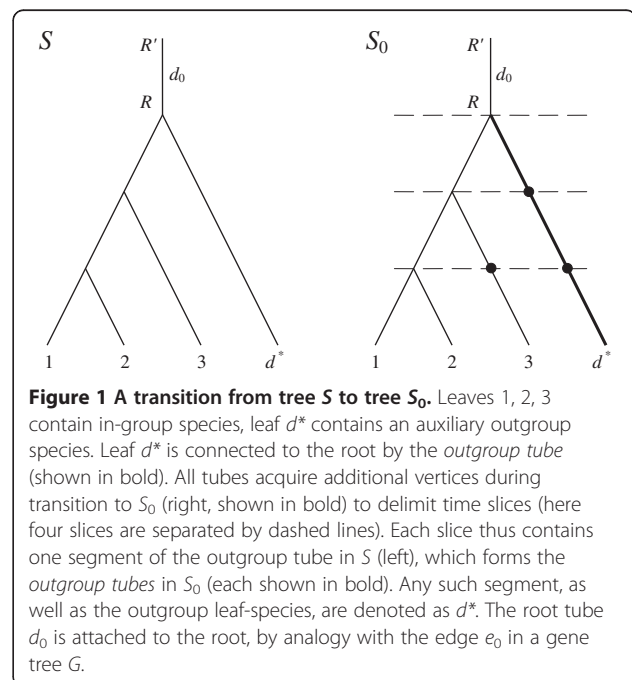 S
R'
d0
R
1
2
3
d*
S0
R'
d0
R
1
2
3
d*
Figure 1 A transition from tree S to tree S0. Leaves 1, 2, 3
contain in-group species, leaf d* contains an auxiliary outgroup
species. Leaf d* is connected to the root by the outgroup tube
(shown in bold). All tubes acquire additional vertices during
transition to S0 (right, shown in bold) to delimit time slices (here
four slices are separated by dashed lines). Each slice thus contains
one segment of the outgroup tube in S (left), which forms the
outgroup tubes in S0 (each shown in bold). Any such segment, as
well as the outgroup leaf-species, are denoted as d*. The root tube
d0 is attached to the root, by analogy with the edge e0 in a gene
tree G.